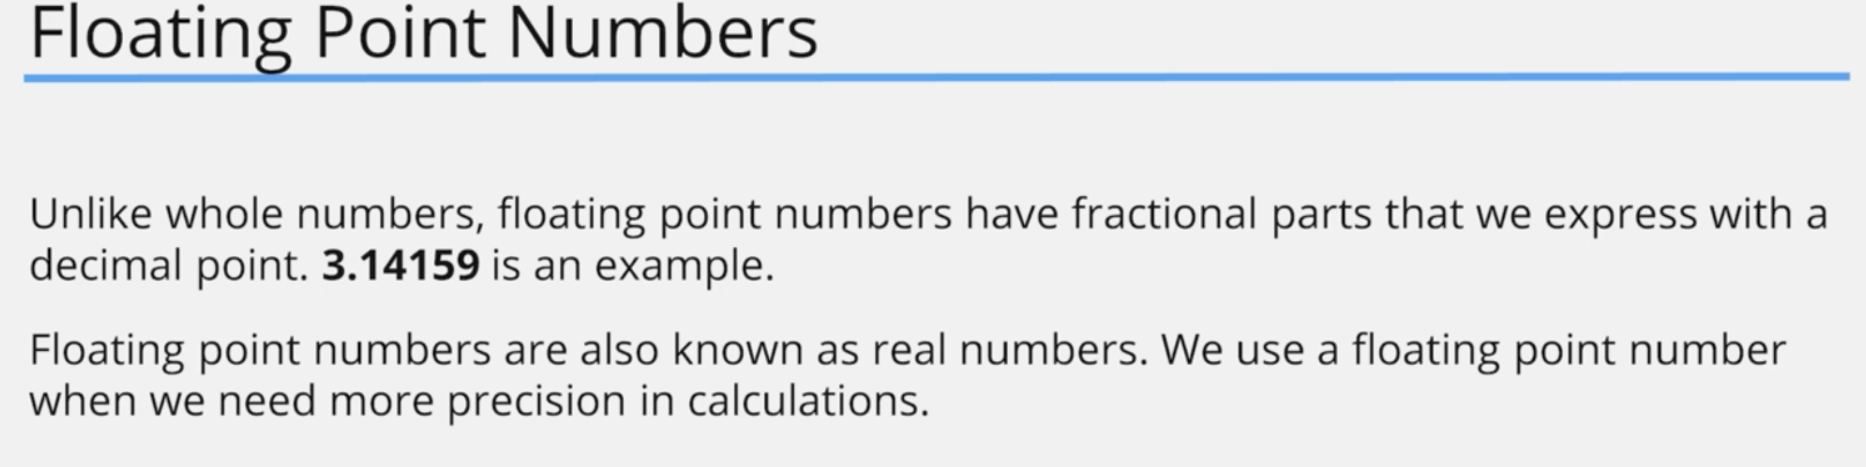 Floating Point Numbers
Unlike whole numbers, floating point numbers have fractional parts that we express with a
decimal point. 3.14159 is an example.
Floating point numbers are also known as real numbers. We use a floating point number
when we need more precision in calculations.